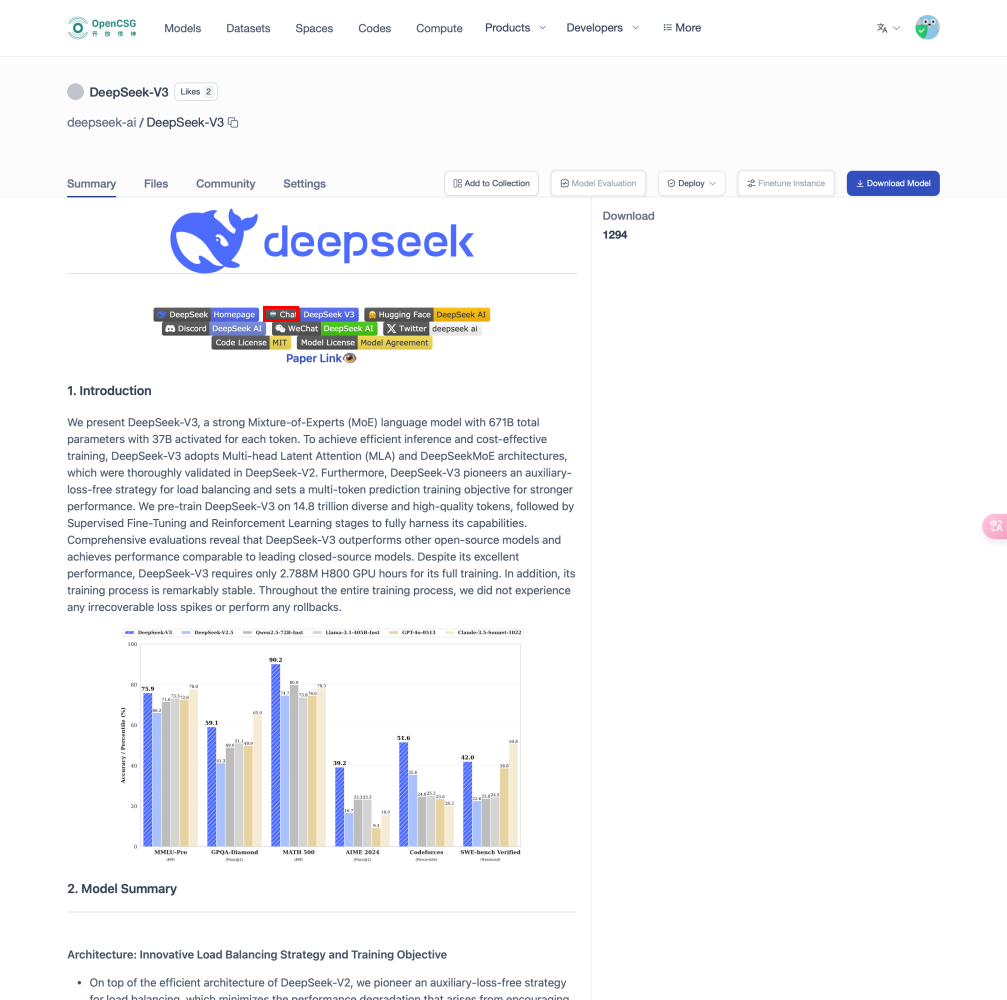 OpenCSG
开放传神
Models Datasets Spaces Codes Compute Products Developers More
DeepSeek-V3 Likes 2
deepseek-ai / DeepSeek-V3
Summary Files Community Settings Add to Collection Model Evaluation Deploy Finetune Instance Download Model
deepseek
Download
1294
DeepSeek Homepage Chat DeepSeek V3 Hugging Face DeepSeek AI
Discord DeepSeek AI WeChat DeepSeek AI Twitter deepseek ai
Code License MIT Model License Model Agreement
Paper Link👁️
1. Introduction
We present DeepSeek-V3, a strong Mixture-of-Experts (MoE) language model with 671B total
parameters with 37B activated for each token. To achieve efficient inference and cost-effective
training, DeepSeek-V3 adopts Multi-head Latent Attention (MLA) and DeepSeekMoE architectures,
which were thoroughly validated in DeepSeek-V2. Furthermore, DeepSeek-V3 pioneers an auxiliary-
loss-free strategy for load balancing and sets a multi-token prediction training objective for stronger
performance. We pre-train DeepSeek-V3 on 14.8 trillion diverse and high-quality tokens, followed by
Supervised Fine-Tuning and Reinforcement Learning stages to fully harness its capabilities.
Comprehensive evaluations reveal that DeepSeek-V3 outperforms other open-source models and
achieves performance comparable to leading closed-source models. Despite its excellent
performance, DeepSeek-V3 requires only 2.788M H800 GPU hours for its full training. In addition, its
training process is remarkably stable. Throughout the entire training process, we did not experience
any irrecoverable loss spikes or perform any rollbacks.
DeepSeek-V3 DeepSeek-V2.5 Qwen2.5-72B-Inst Llama-3.1-405B-Inst GPT-4o-0513 Claude-3.5-Sonnet-1022
Accuracy / Percentile (%)
100
80
60
40
20
0
75.9 66.2 71.6 73.3 72.6 78.0
59.1 41.3 49.0 51.1 49.9 65.0
90.2 74.7 80.0 73.8 74.6 78.3
39.2 16.7 23.3 23.3 9.3 16.0
51.6 35.6 24.8 25.3 23.6 20.3
42.0 22.6 23.8 24.5 38.8 50.8
MMLU-Pro GPQA-Diamond MATH 500 AIME 2024 Codeforces SWE-bench Verified
(EM) (Pass@1) (EM) (Pass@1) (Percentile) (Resolved)
2. Model Summary
Architecture: Innovative Load Balancing Strategy and Training Objective
• On top of the efficient architecture of DeepSeek-V2, we pioneer an auxiliary-loss-free strategy
for load balancing, which minimizes the performance degradation that arises from encouraging